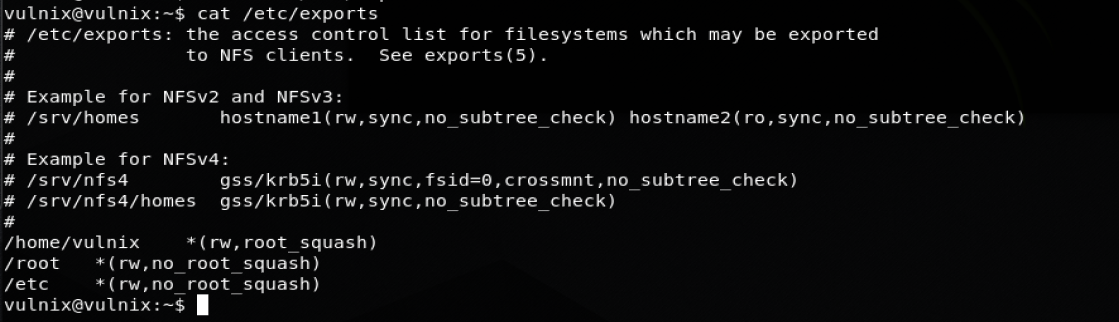 vulnix@vulnix:~$ cat /etc/exports
# /etc/exports: the access control list for filesystems which may be exported
#               to NFS clients.  See exports(5).
#
# Example for NFSv2 and NFSv3:
# /srv/homes       hostname1(rw,sync,no_subtree_check) hostname2(ro,sync,no_subtree_check)
#
# Example for NFSv4:
# /srv/nfs4        gss/krb5i(rw,sync,fsid=0,crossmnt,no_subtree_check)
# /srv/nfs4/homes  gss/krb5i(rw,sync,no_subtree_check)
#
/home/vulnix    *(rw,root_squash)
/root   *(rw,no_root_squash)
/etc    *(rw,no_root_squash)
vulnix@vulnix:~$